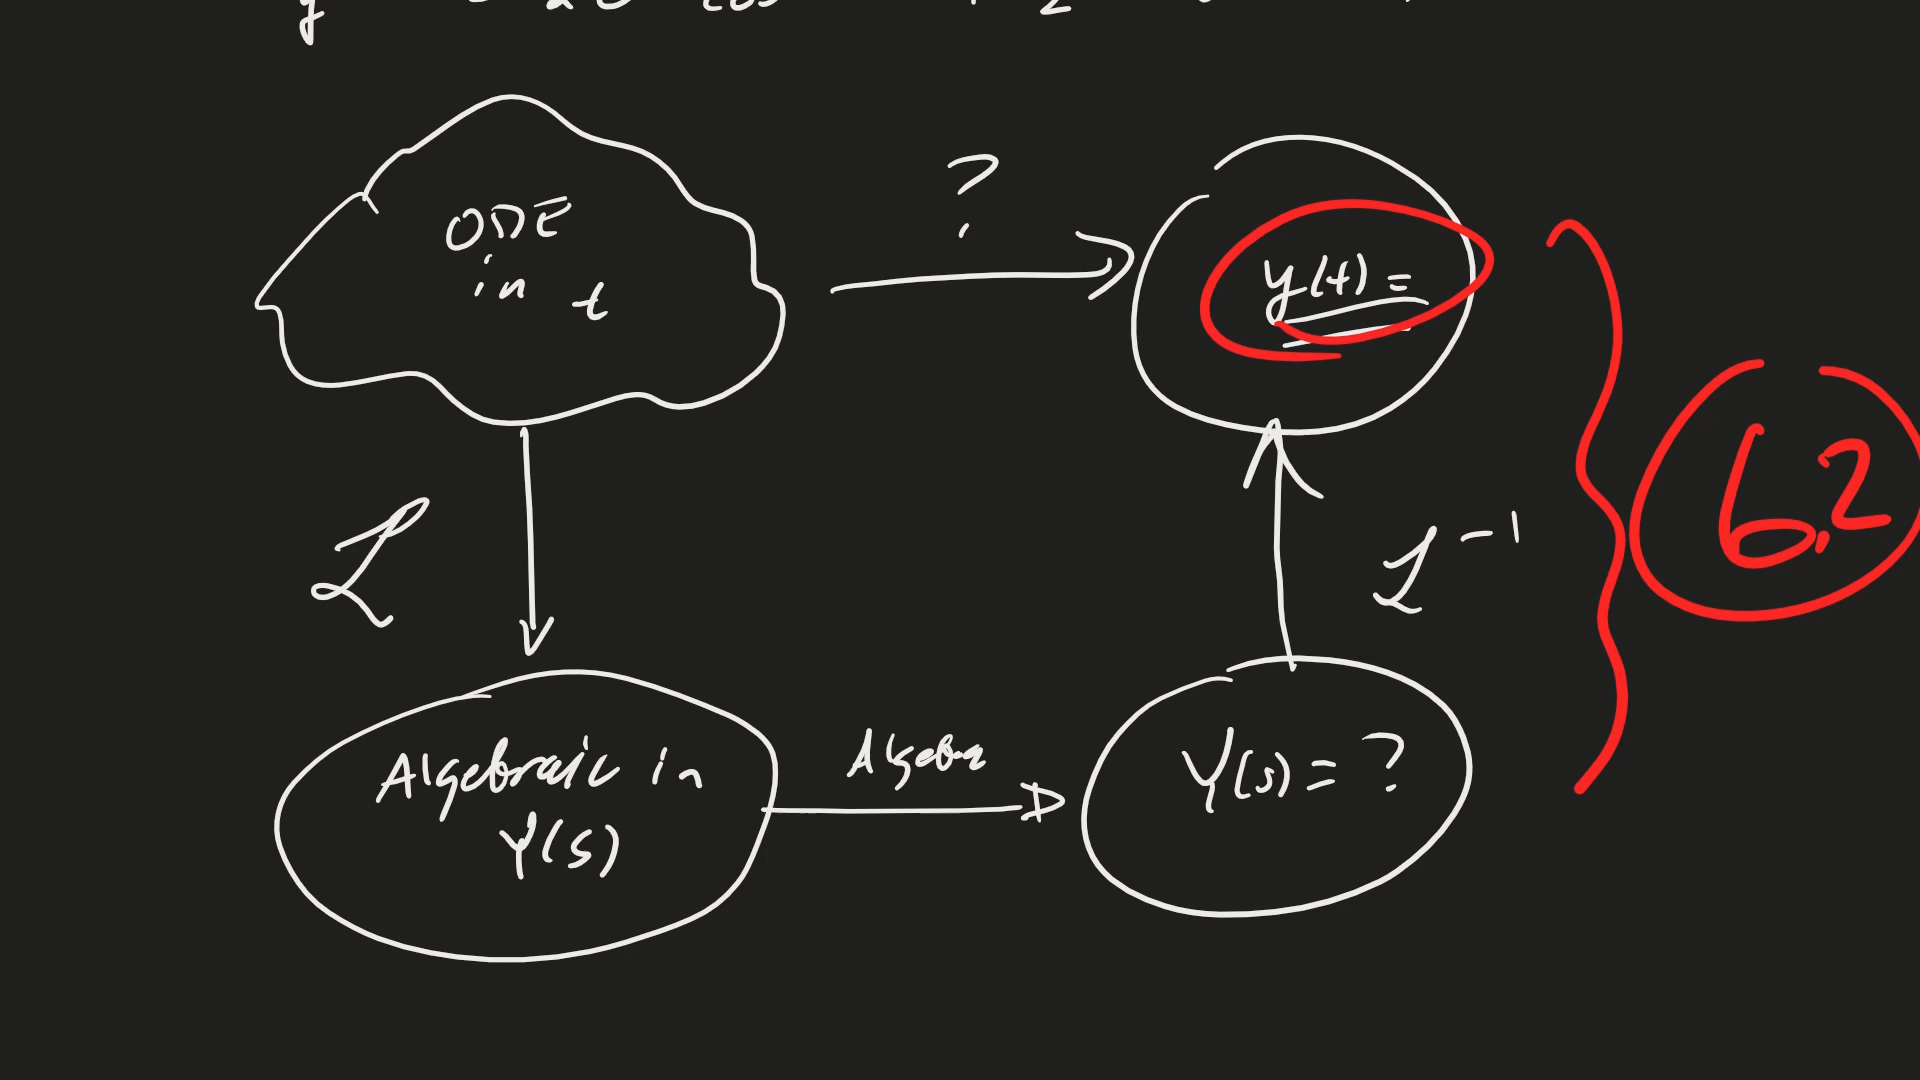 ?
ODE
in t
y(t) =
6.2
ℒ
ℒ⁻¹
Algebraic in
Y(s)
Algebra
Y(s) = ?